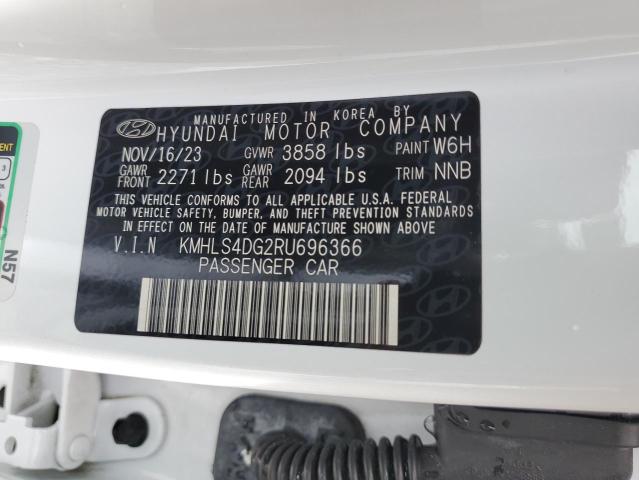 MANUFACTURED IN KOREA BY
HYUNDAI MOTOR COMPANY
NOV/16/23 GVWR 3858 lbs PAINT W6H
GAWR FRONT 2271 lbs GAWR REAR 2094 lbs TRIM NNB
THIS VEHICLE CONFORMS TO ALL APPLICABLE U.S.A. FEDERAL
MOTOR VEHICLE SAFETY, BUMPER, AND THEFT PREVENTION STANDARDS
IN EFFECT ON THE DATE OF MANUFACTURE SHOWN ABOVE.
V.I.N KMHLS4DG2RU696366
PASSENGER CAR
3
N57